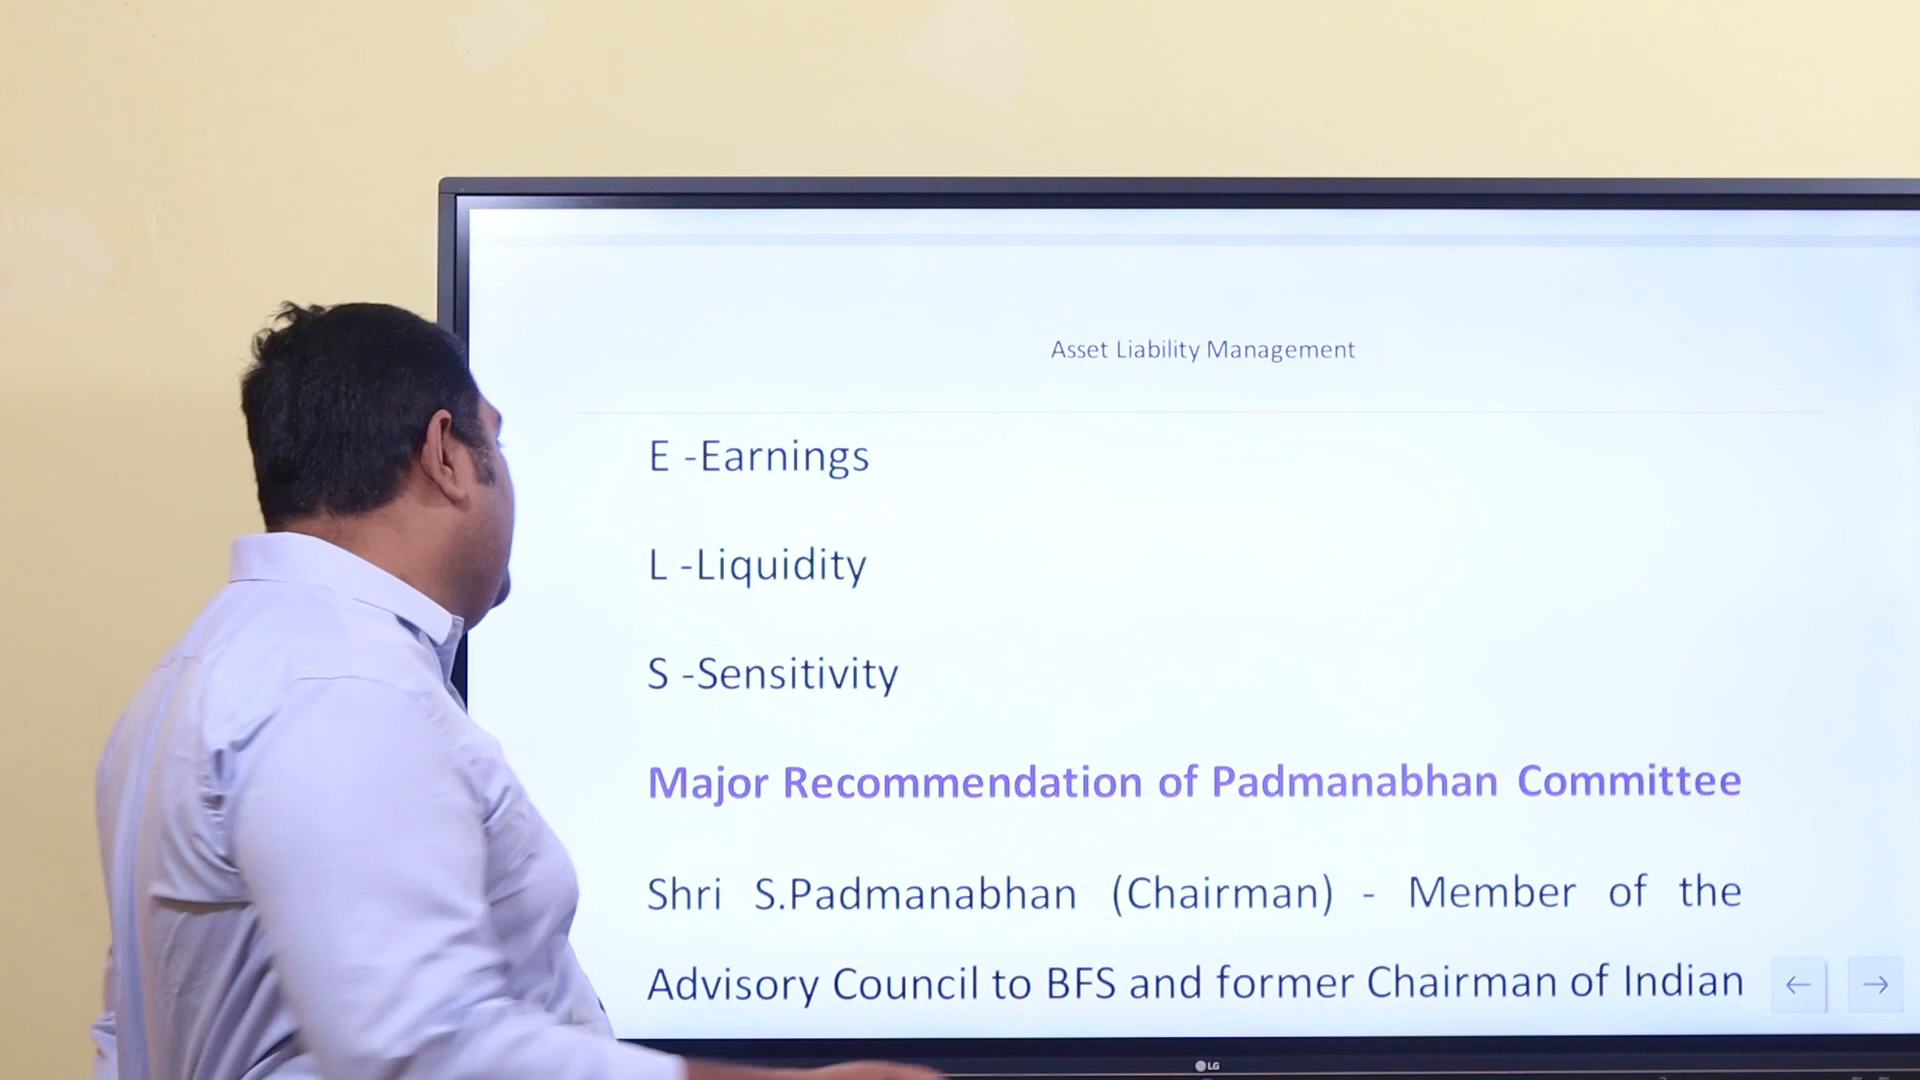 Asset Liability Management
E -Earnings
L -Liquidity
S -Sensitivity
Major Recommendation of Padmanabhan Committee
Shri S.Padmanabhan (Chairman) - Member of the
Advisory Council to BFS and former Chairman of Indian
LG